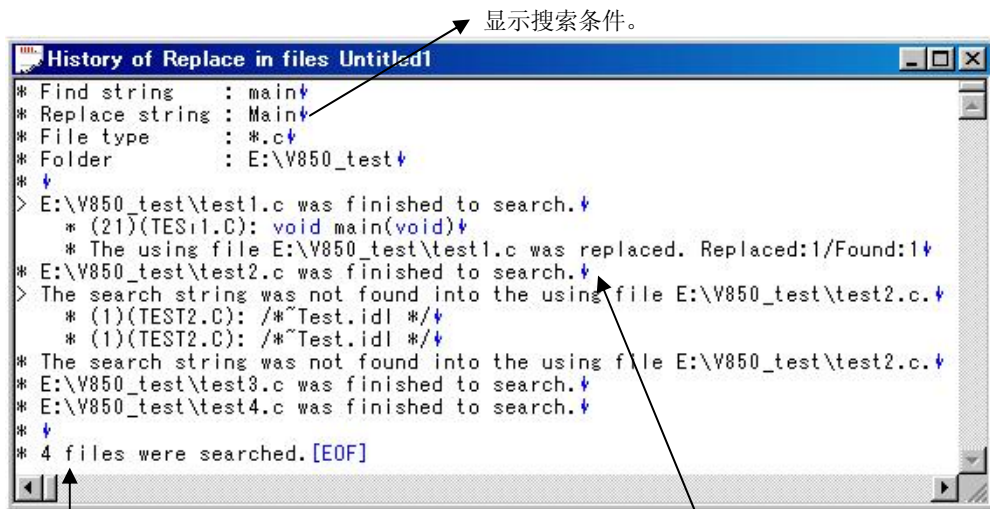 显示搜索条件。
History of Replace in files Untitled1
* Find string : main
* Replace string : Main
* File type : *.c
* Folder : E:\V850_test
*
> E:\V850_test\test1.c was finished to search.
* (21)(TEST1.C): void main(void)
* The using file E:\V850_test\test1.c was replaced. Replaced:1/Found:1
* E:\V850_test\test2.c was finished to search.
> The search string was not found into the using file E:\V850_test\test2.c.
* (1)(TEST2.C): /*~Test.idl */
* (1)(TEST2.C): /*~Test.idl */
* The search string was not found into the using file E:\V850_test\test2.c.
* E:\V850_test\test3.c was finished to search.
* E:\V850_test\test4.c was finished to search.
*
* 4 files were searched.[EOF]